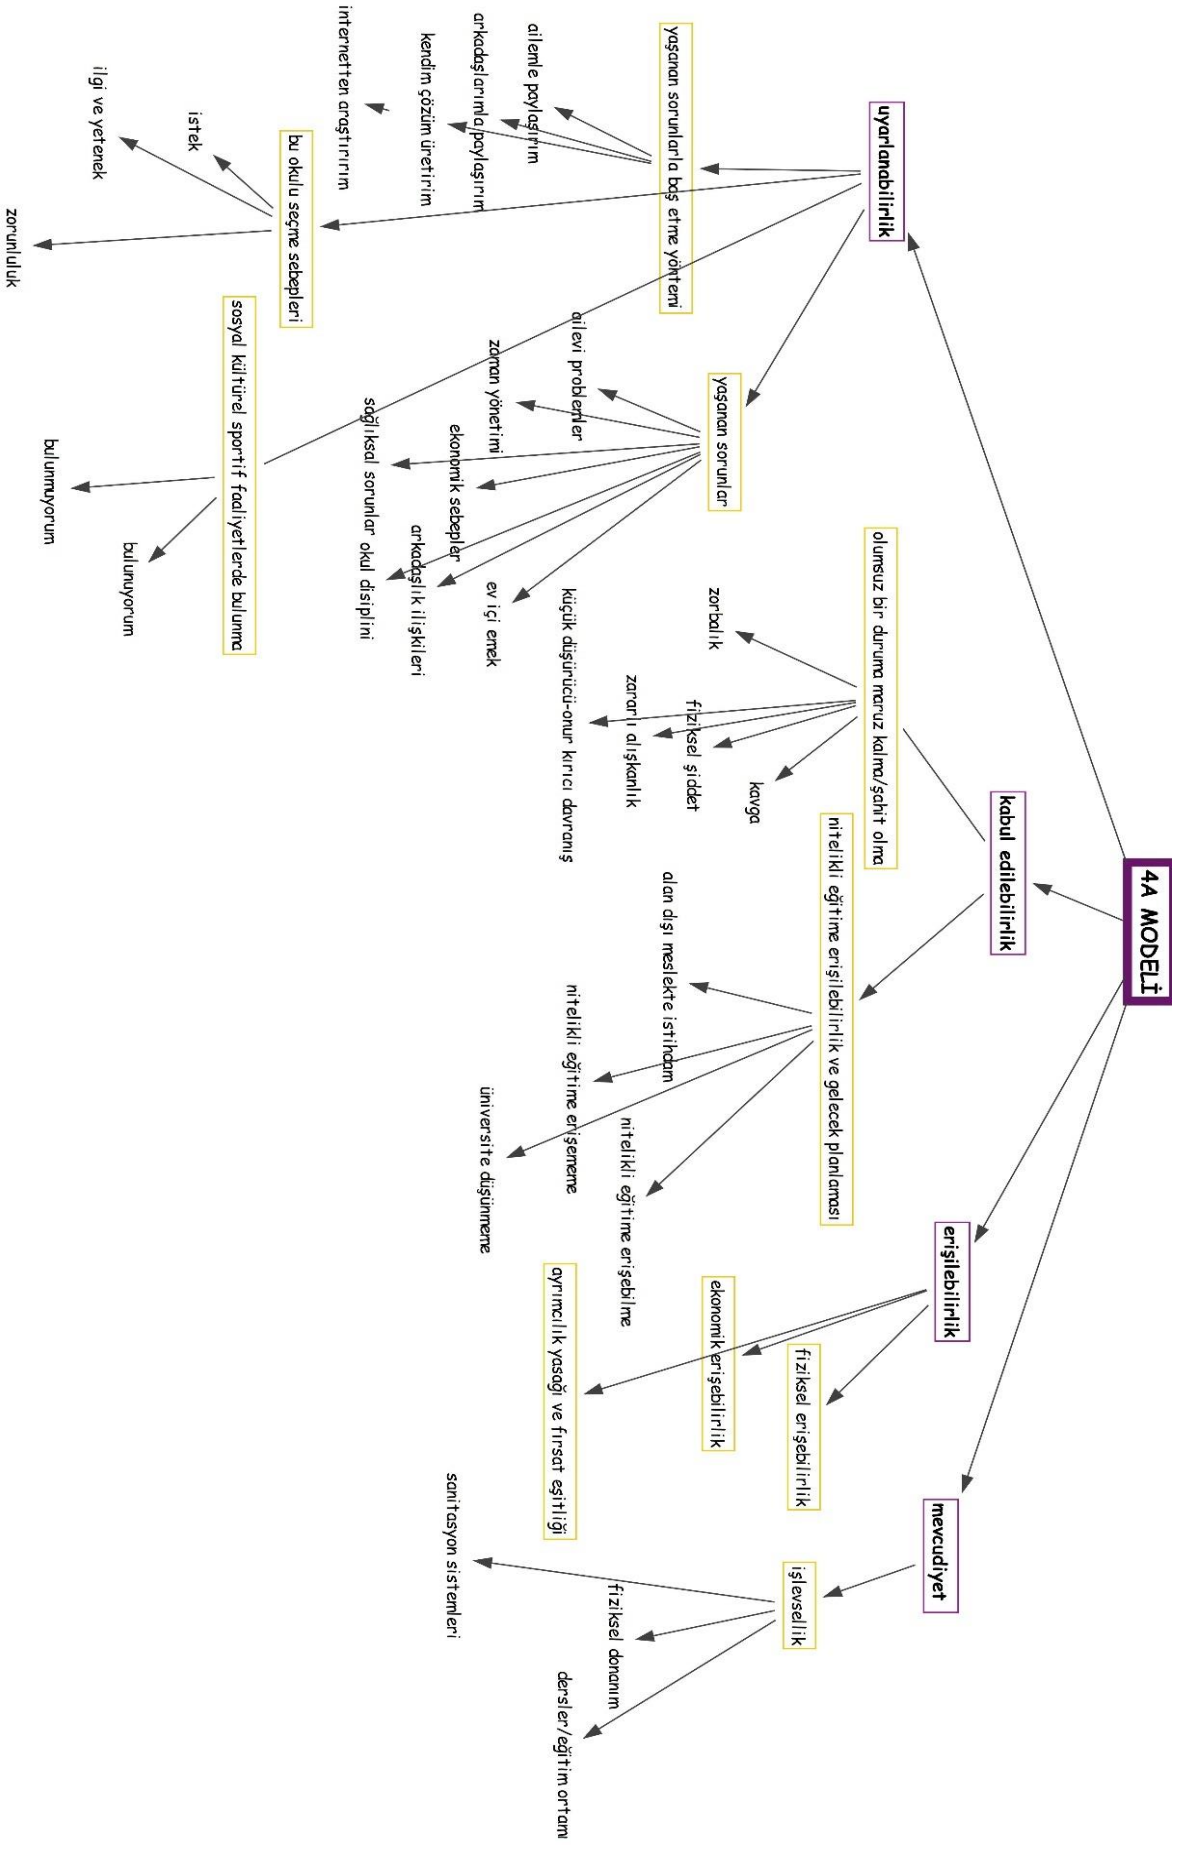 4A MODELİ
uyarlanabilirlik
kabul edilebilirlik
erişilebilirlik
mevcudiyet
yaşanan sorunlarla baş etme yöntemi
ailemle paylaşırım
arkadaşlarımla paylaşırım
kendim çözüm üretirim
internetten araştırırım
bu okulu seçme sebepleri
istek
ilgi ve yetenek
zorunluluk
sosyal kültürel sportif faaliyetlerde bulunma
bulunmuyorum
bulunuyorum
yaşanan sorunlar
ailevi problemler
zaman yönetimi
sağlıksal sorunlar
ekonomik sebepler
okul disiplini
arkadaşlık ilişkileri
ev içi emek
olumsuz bir duruma maruz kalma/şahit olma
zorbalık
küçük düşürücü-onur kırıcı davranış
zararlı alışkanlık
fiziksel şiddet
kavga
nitelikli eğitime erişilebilirlik ve gelecek planlaması
alan dışı meslekte istihdam
nitelikli eğitime erişememe
üniversite düşünmeme
nitelikli eğitime erişebilme
ayrımcılık yasağı ve fırsat eşitliği
ekonomik erişebilirlik
fiziksel erişebilirlik
işlevsellik
sanitasyon sistemleri
fiziksel donanım
dersler/eğitim ortamı